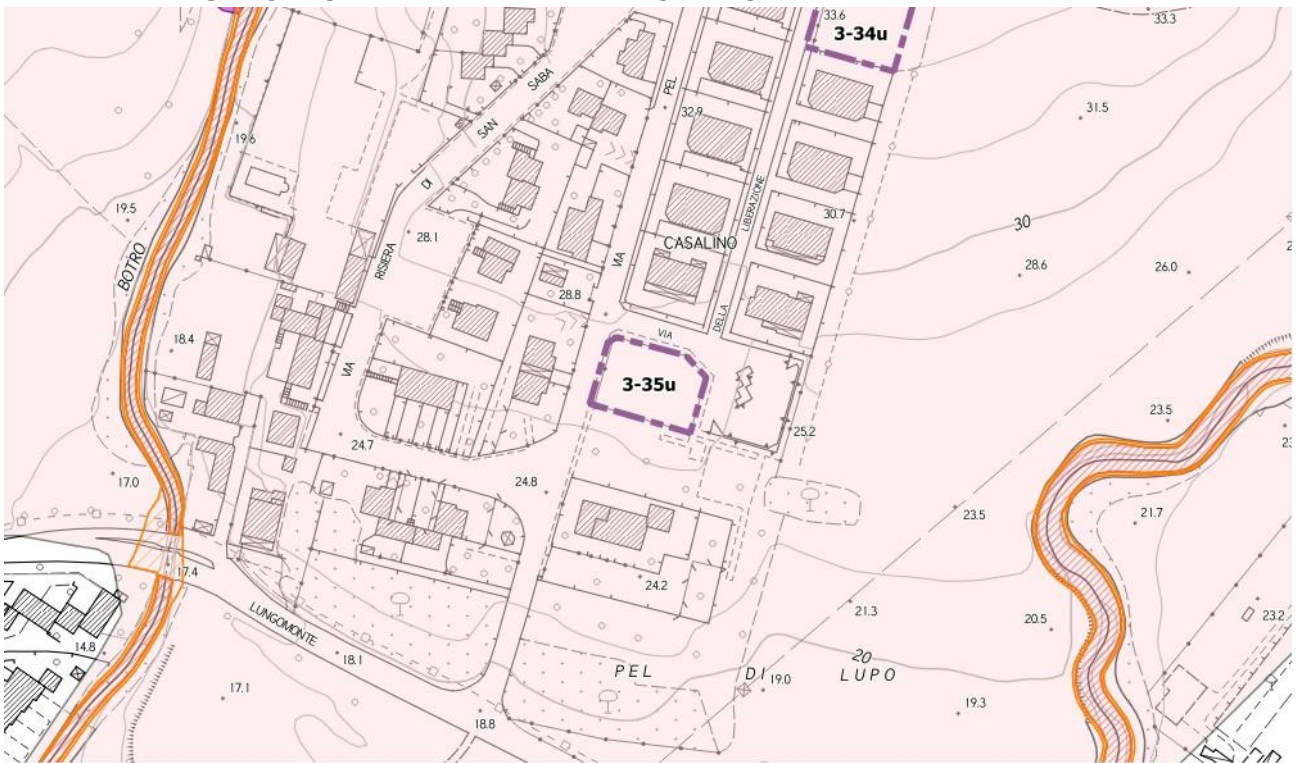 33.6
33.3
3-34u
SABA
PEL
31.5
32.9
SAN
19.6
DI
LIBERAZIONE
19.5
30.7
30
28.1
CASALINO
BOTRO
RISIERA
VIA
28.6
26.0
28.8
VIA
DELLA
18.4
VIA
3-35u
23.5
25.2
24.7
17.0
24.8
23.5
21.7
17.4
24.2
21.3
LUNGOMONTE
20.5
23.2
14.8
18.1
20
PEL DI LUPO
19.0
17.1
19.3
18.8